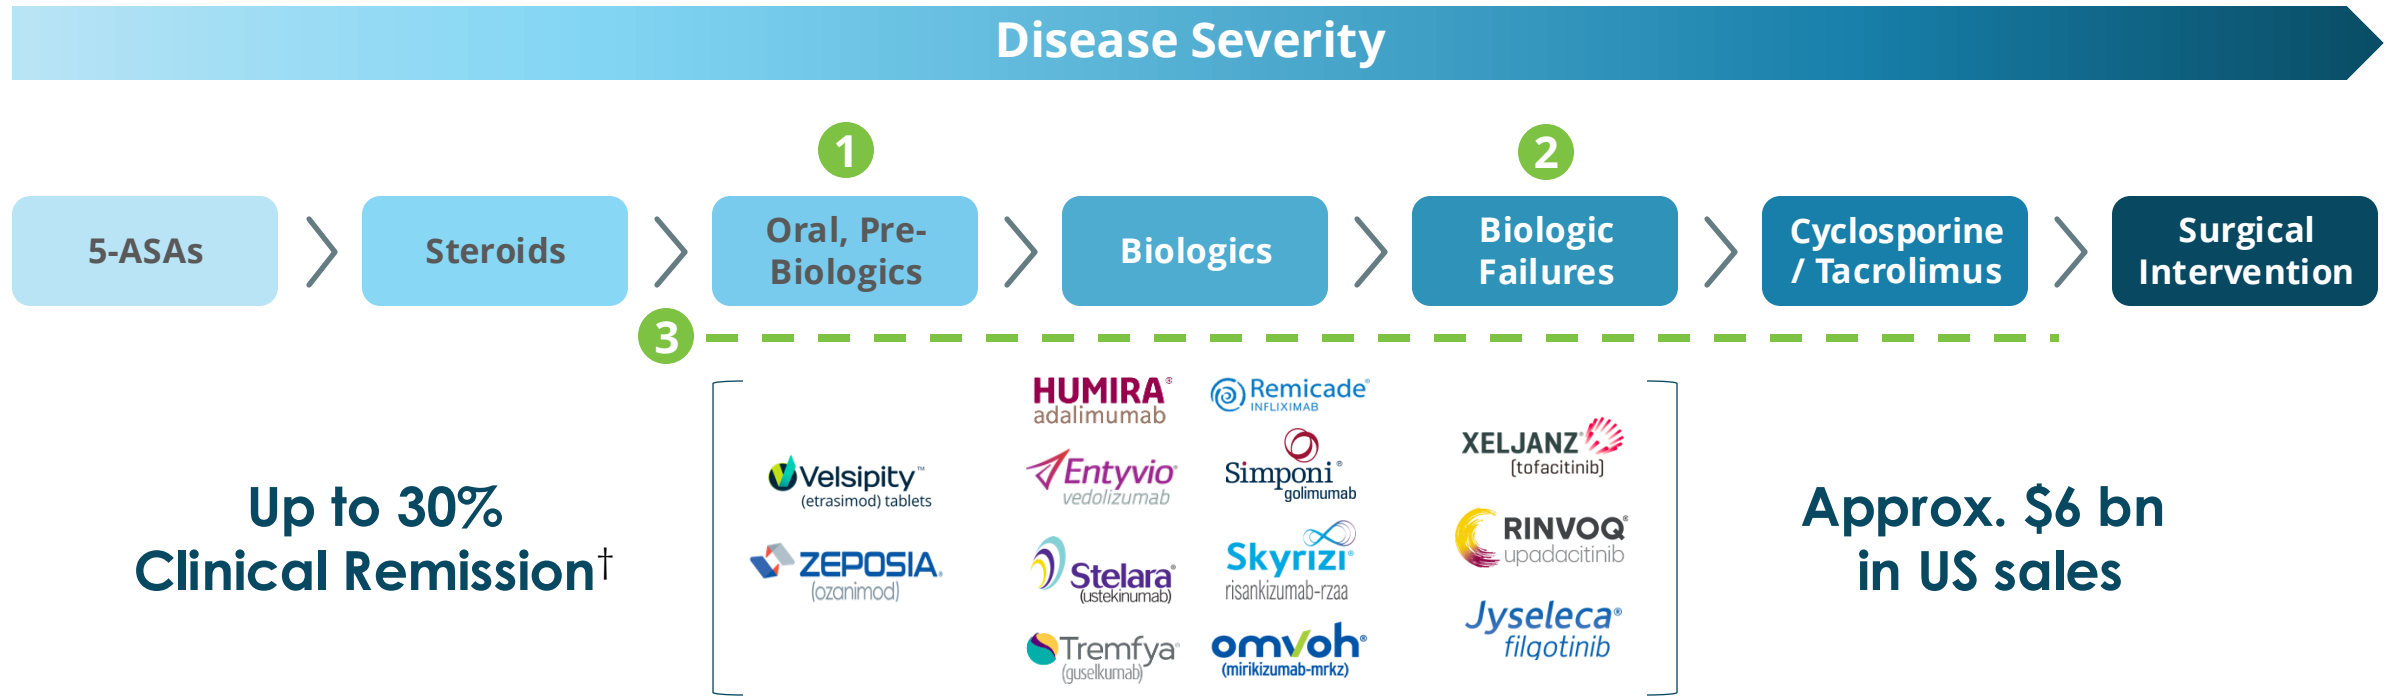 Disease Severity
1
2
5-ASAs
Steroids
Oral, Pre-
Biologics
Biologics
Biologic
Failures
Cyclosporine
/ Tacrolimus
Surgical
Intervention
3
Up to 30%
Clinical Remission†
Velsipity™
(etrasimod) tablets
ZEPOSIA®
(ozanimod)
HUMIRA®
adalimumab
Entyvio®
vedolizumab
Stelara®
(ustekinumab)
Tremfya®
(guselkumab)
Remicade®
INFLIXIMAB
Simponi®
golimumab
Skyrizi®
risankizumab-rzaa
omvoh®
(mirikizumab-mrkz)
XELJANZ®
(tofacitinib)
RINVOQ®
upadacitinib
Jyseleca®
filgotinib
Approx. $6 bn
in US sales